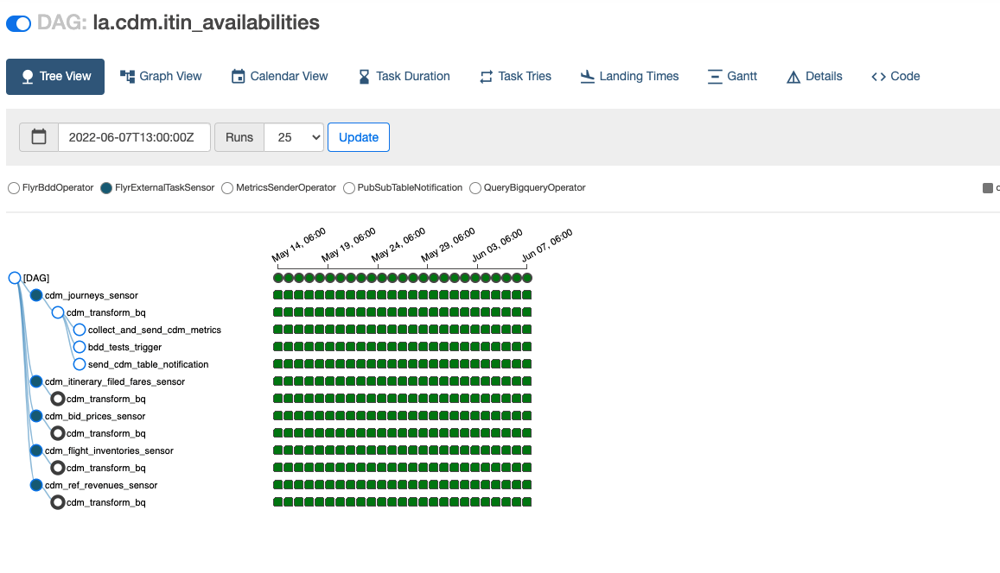 DAG: la.cdm.itin_availabilities
Tree View Graph View Calendar View Task Duration Task Tries Landing Times Gantt Details Code
2022-06-07T13:00:00Z Runs 25 Update
FlyrBddOperator FlyrExternalTaskSensor MetricsSenderOperator PubSubTableNotification QueryBigqueryOperator
May 14, 06:00 May 19, 06:00 May 24, 06:00 May 29, 06:00 Jun 03, 06:00 Jun 07, 06:00
[DAG]
cdm_journeys_sensor
cdm_transform_bq
collect_and_send_cdm_metrics
bdd_tests_trigger
send_cdm_table_notification
cdm_itinerary_filed_fares_sensor
cdm_transform_bq
cdm_bid_prices_sensor
cdm_transform_bq
cdm_flight_inventories_sensor
cdm_transform_bq
cdm_ref_revenues_sensor
cdm_transform_bq